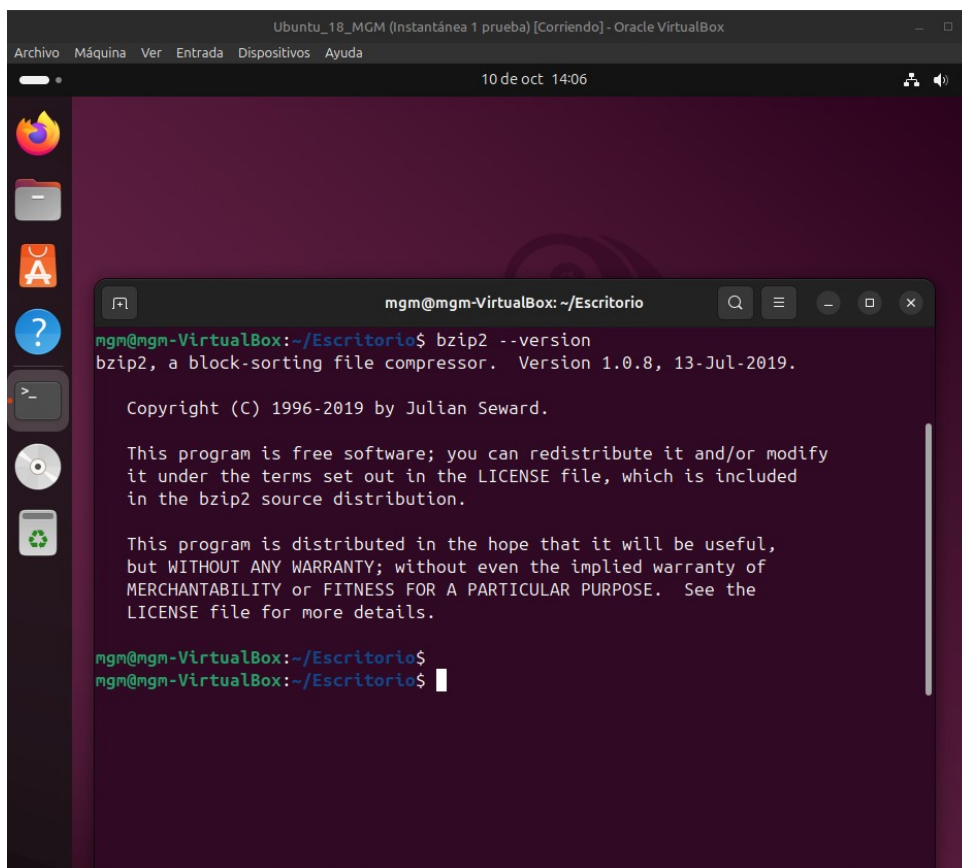 Ubuntu_18_MGM (Instantánea 1 prueba) [Corriendo] - Oracle VirtualBox
Archivo Máquina Ver Entrada Dispositivos Ayuda
10 de oct 14:06
mgm@mgm-VirtualBox: ~/Escritorio
mgm@mgm-VirtualBox:~/Escritorio$ bzip2 --version
bzip2, a block-sorting file compressor.  Version 1.0.8, 13-Jul-2019.
Copyright (C) 1996-2019 by Julian Seward.
This program is free software; you can redistribute it and/or modify
it under the terms set out in the LICENSE file, which is included
in the bzip2 source distribution.
This program is distributed in the hope that it will be useful,
but WITHOUT ANY WARRANTY; without even the implied warranty of
MERCHANTABILITY or FITNESS FOR A PARTICULAR PURPOSE.  See the
LICENSE file for more details.
mgm@mgm-VirtualBox:~/Escritorio$
mgm@mgm-VirtualBox:~/Escritorio$